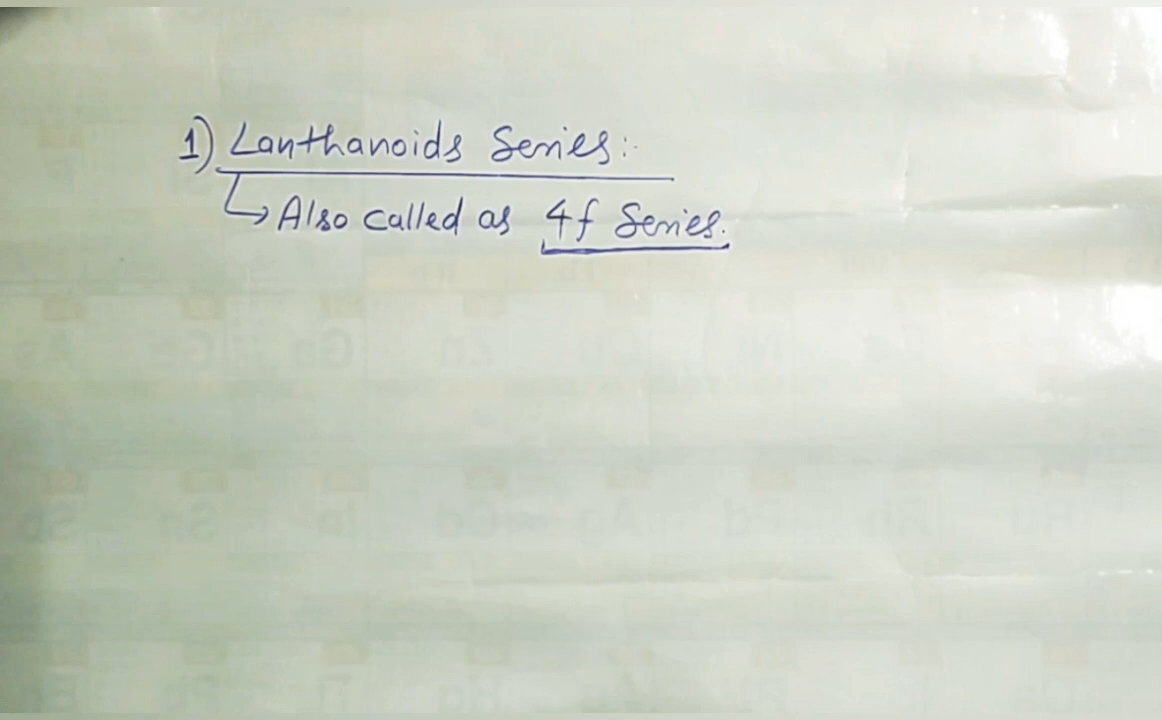 1) Lanthanoids Series:-
↳ Also called as 4f Series.